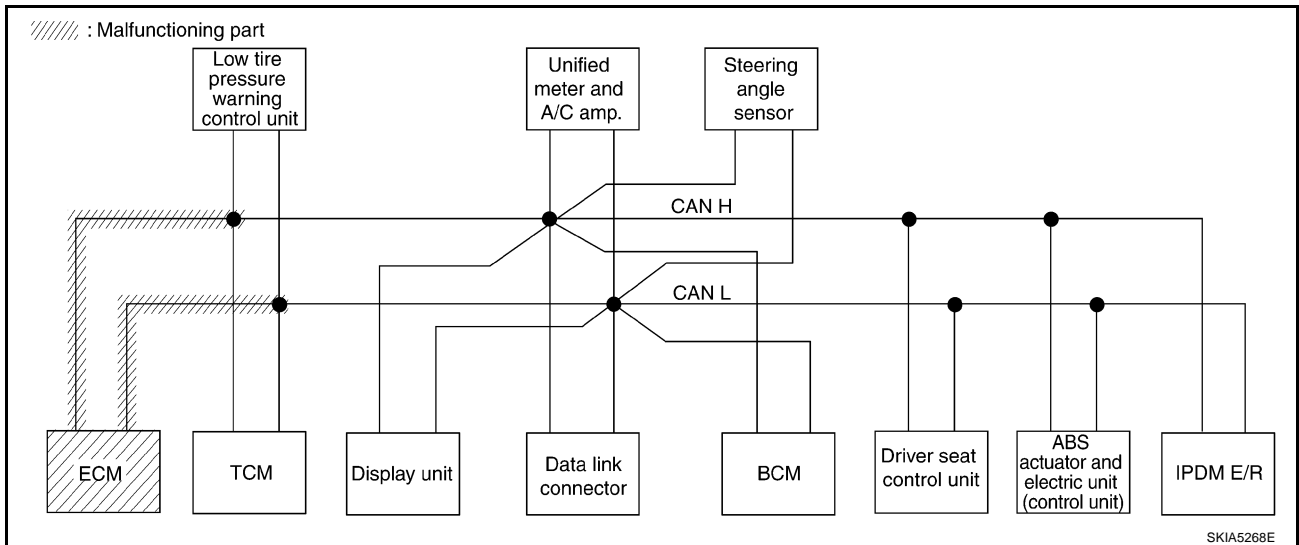 : Malfunctioning part
Low tire
pressure
warning
control unit
Unified
meter and
A/C amp.
Steering
angle
sensor
CAN H
CAN L
ECM
TCM
Display unit
Data link
connector
BCM
Driver seat
control unit
ABS
actuator and
electric unit
(control unit)
IPDM E/R
SKIA5268E